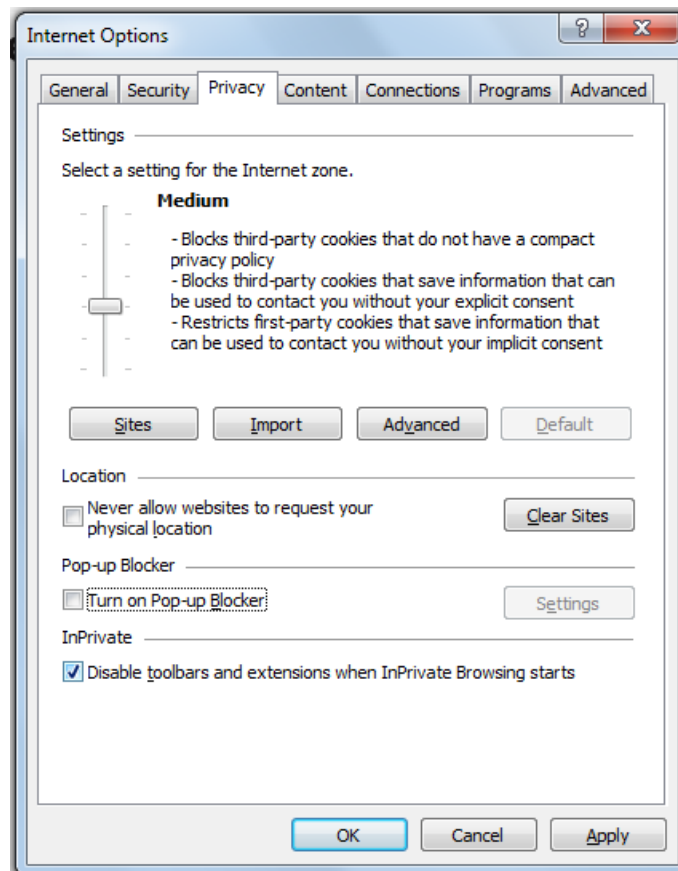 Internet Options
General Security Privacy Content Connections Programs Advanced
Settings
Select a setting for the Internet zone.
Medium
- Blocks third-party cookies that do not have a compact
privacy policy
- Blocks third-party cookies that save information that can
be used to contact you without your explicit consent
- Restricts first-party cookies that save information that
can be used to contact you without your implicit consent
Sites Import Advanced Default
Location
Never allow websites to request your
physical location
Clear Sites
Pop-up Blocker
Turn on Pop-up Blocker
Settings
InPrivate
Disable toolbars and extensions when InPrivate Browsing starts
OK Cancel Apply